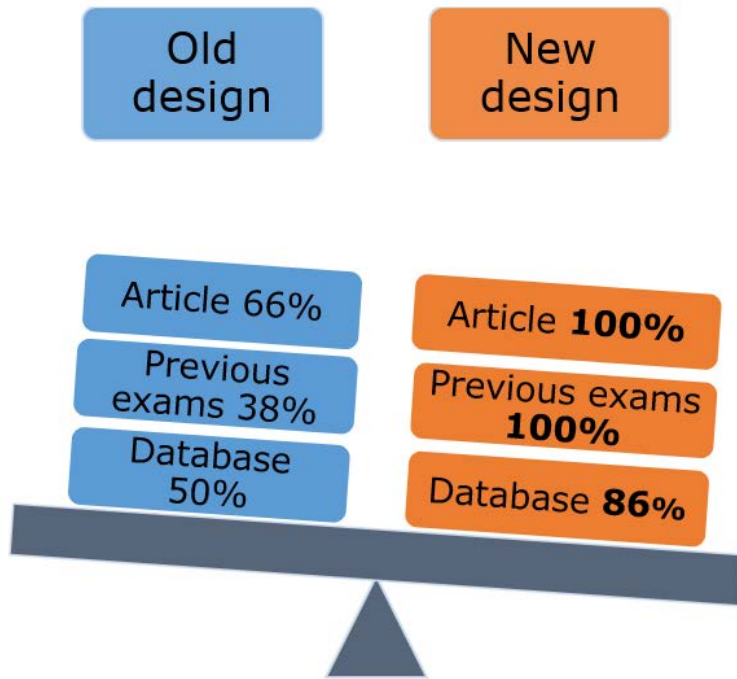 Old
design
New
design
Article 66%
Previous
exams 38%
Database
50%
Article 100%
Previous exams
100%
Database 86%